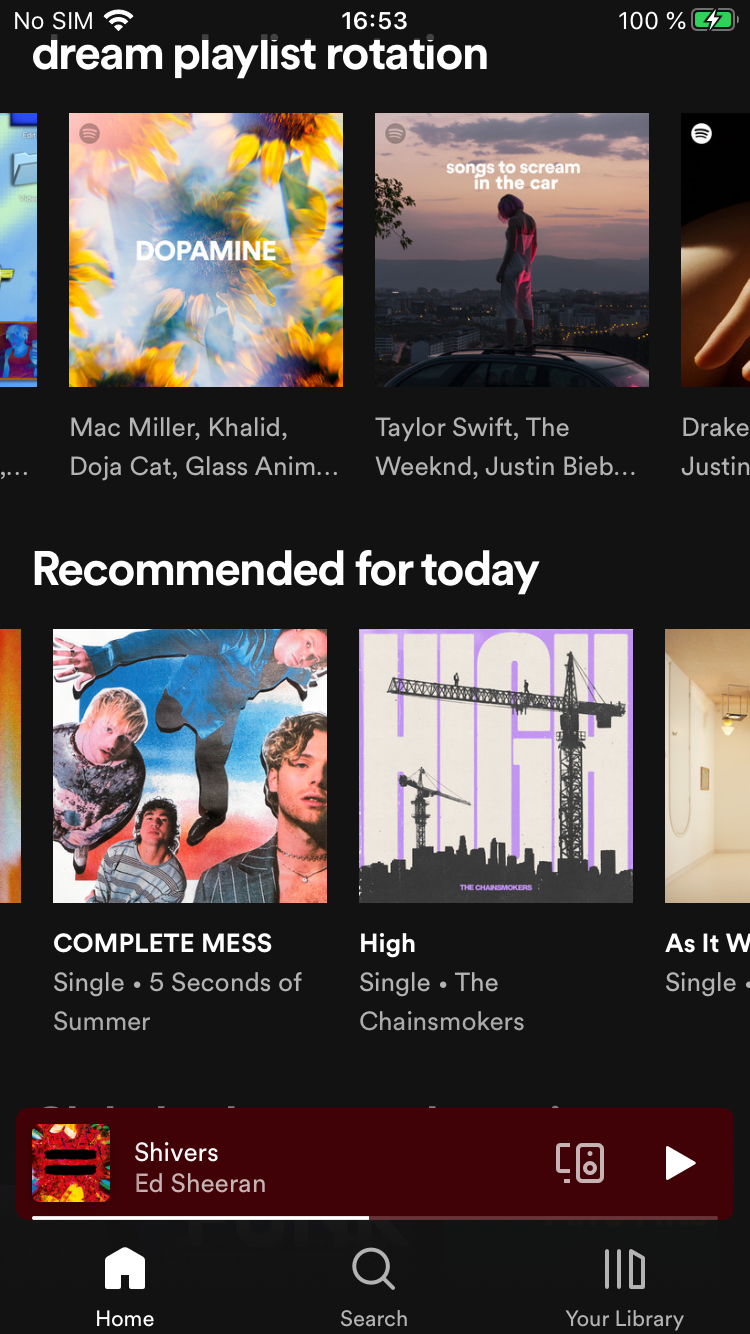 No SIM 16:53 100 %
dream playlist rotation
DOPAMINE
songs to scream
in the car
,...
Mac Miller, Khalid,
Doja Cat, Glass Anim...
Taylor Swift, The
Weeknd, Justin Bieb...
Drake
Justin
Recommended for today
HIGH
THE CHAINSMOKERS
COMPLETE MESS
Single • 5 Seconds of
Summer
High
Single • The
Chainsmokers
As It W
Single •
Shivers
Ed Sheeran
Home
Search
Your Library